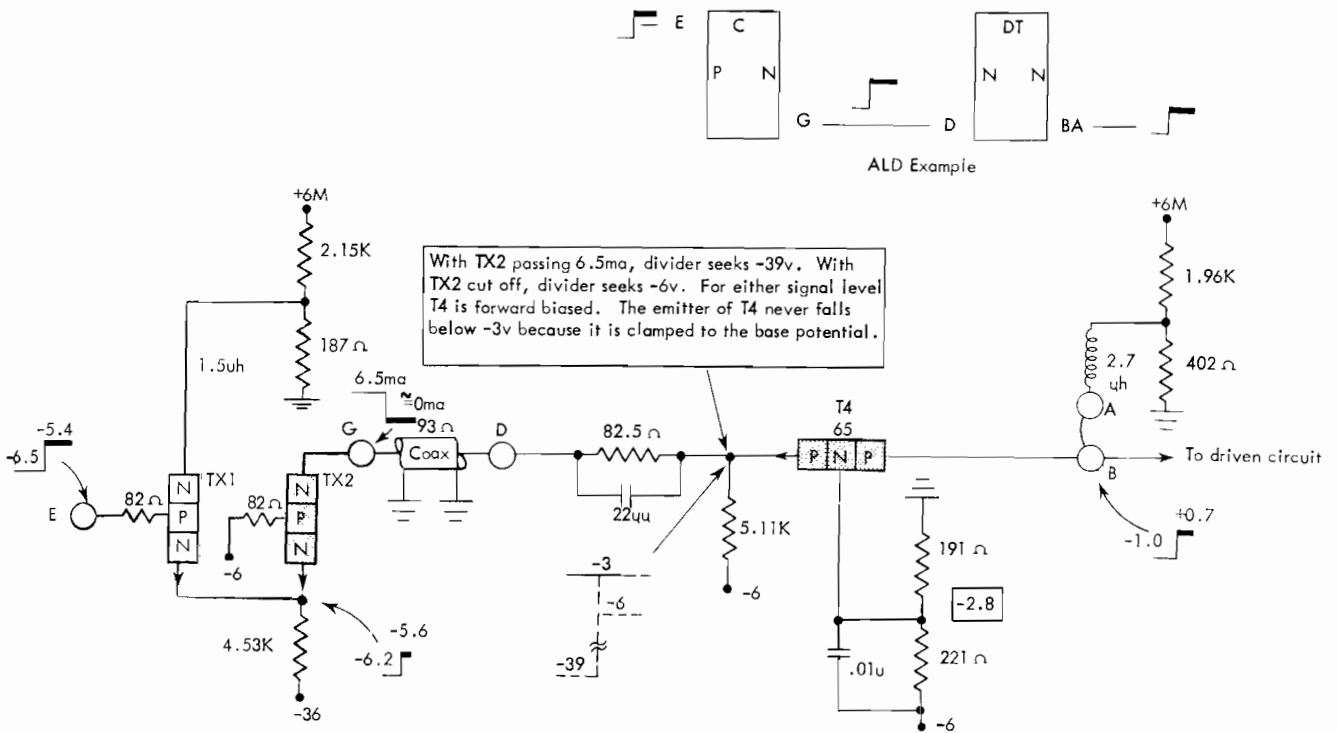 E
C
DT
P N
N N
G
D
BA
ALD Example
+6M
2.15K
187 Ω
1.5uh
With TX2 passing 6.5ma, divider seeks -39v. With
TX2 cut off, divider seeks -6v. For either signal level
T4 is forward biased. The emitter of T4 never falls
below -3v because it is clamped to the base potential.
+6M
1.96K
402 Ω
2.7
uh
A
B
To driven circuit
+0.7
-1.0
6.5ma
≈0ma
G
93 Ω
Coax
D
82.5 Ω
22uu
T4
65
P N P
-5.4
-6.5
E
82Ω
TX1
N
P
N
82Ω
TX2
N
P
N
-6
-5.6
-6.2
4.53K
-36
-3
-6
-39
5.11K
-6
191 Ω
-2.8
221 Ω
.01u
-6